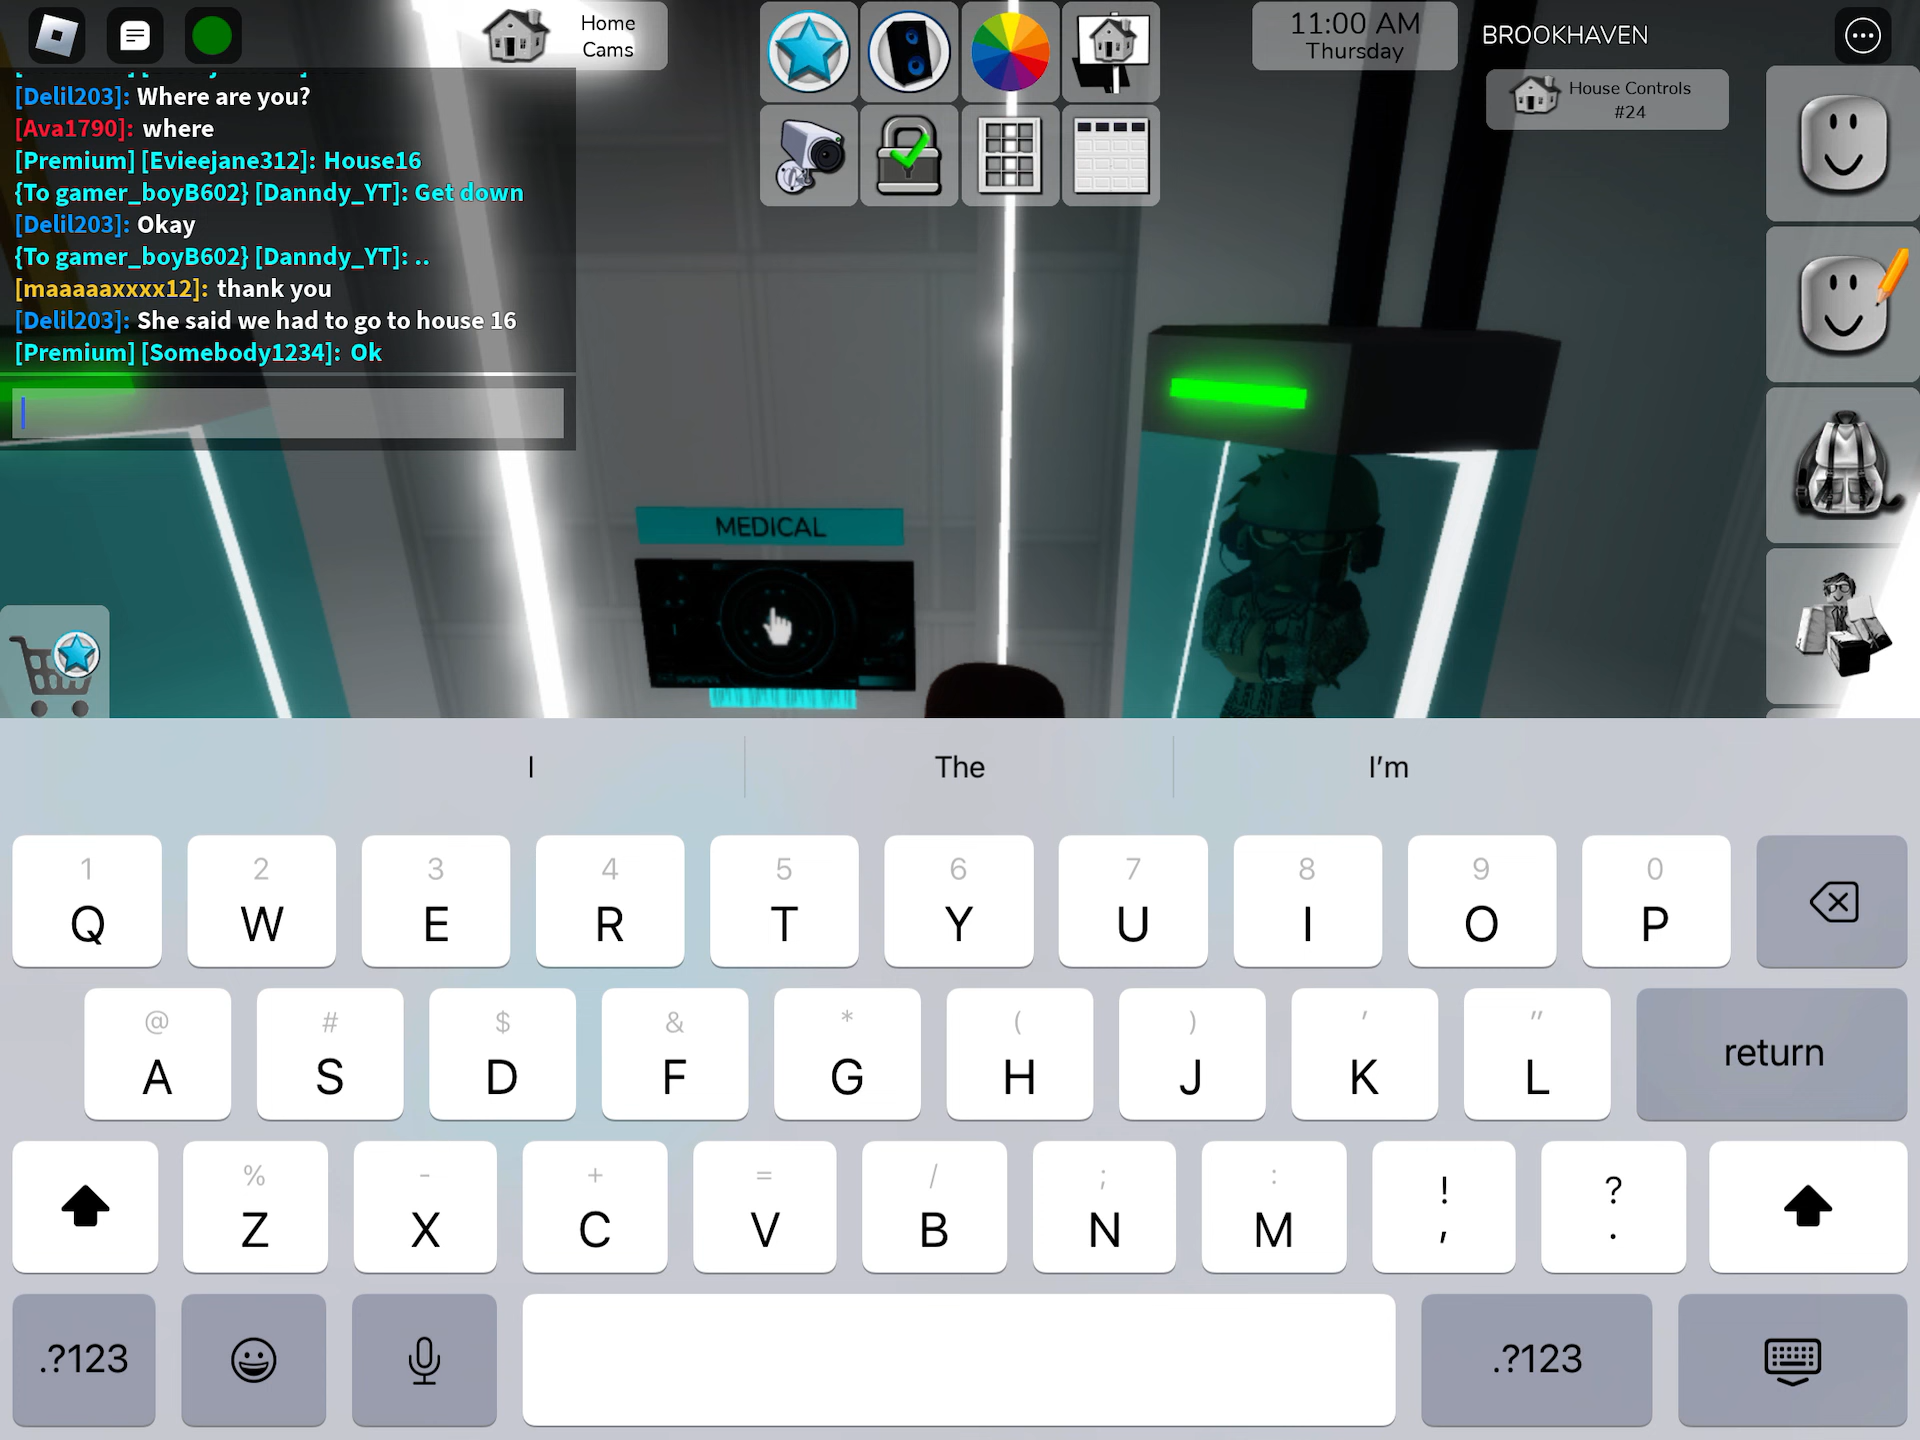 Home
Cams
11:00 AM
Thursday
BROOKHAVEN
House Controls
#24
[Delil203]: Where are you?
[Ava1790]: where
[Premium] [Evieejane312]: House16
{To gamer_boyB602} [Danndy_YT]: Get down
[Delil203]: Okay
{To gamer_boyB602} [Danndy_YT]: ..
[maaaaaxxxx12]: thank you
[Delil203]: She said we had to go to house 16
[Premium] [Somebody1234]: Ok
MEDICAL
I The I’m
1 2 3 4 5 6 7 8 9 0
Q W E R T Y U I O P
@ # $ & * ( ) ' "
A S D F G H J K L return
% - + = / ; : ! ?
Z X C V B N M , .
.?123 .?123